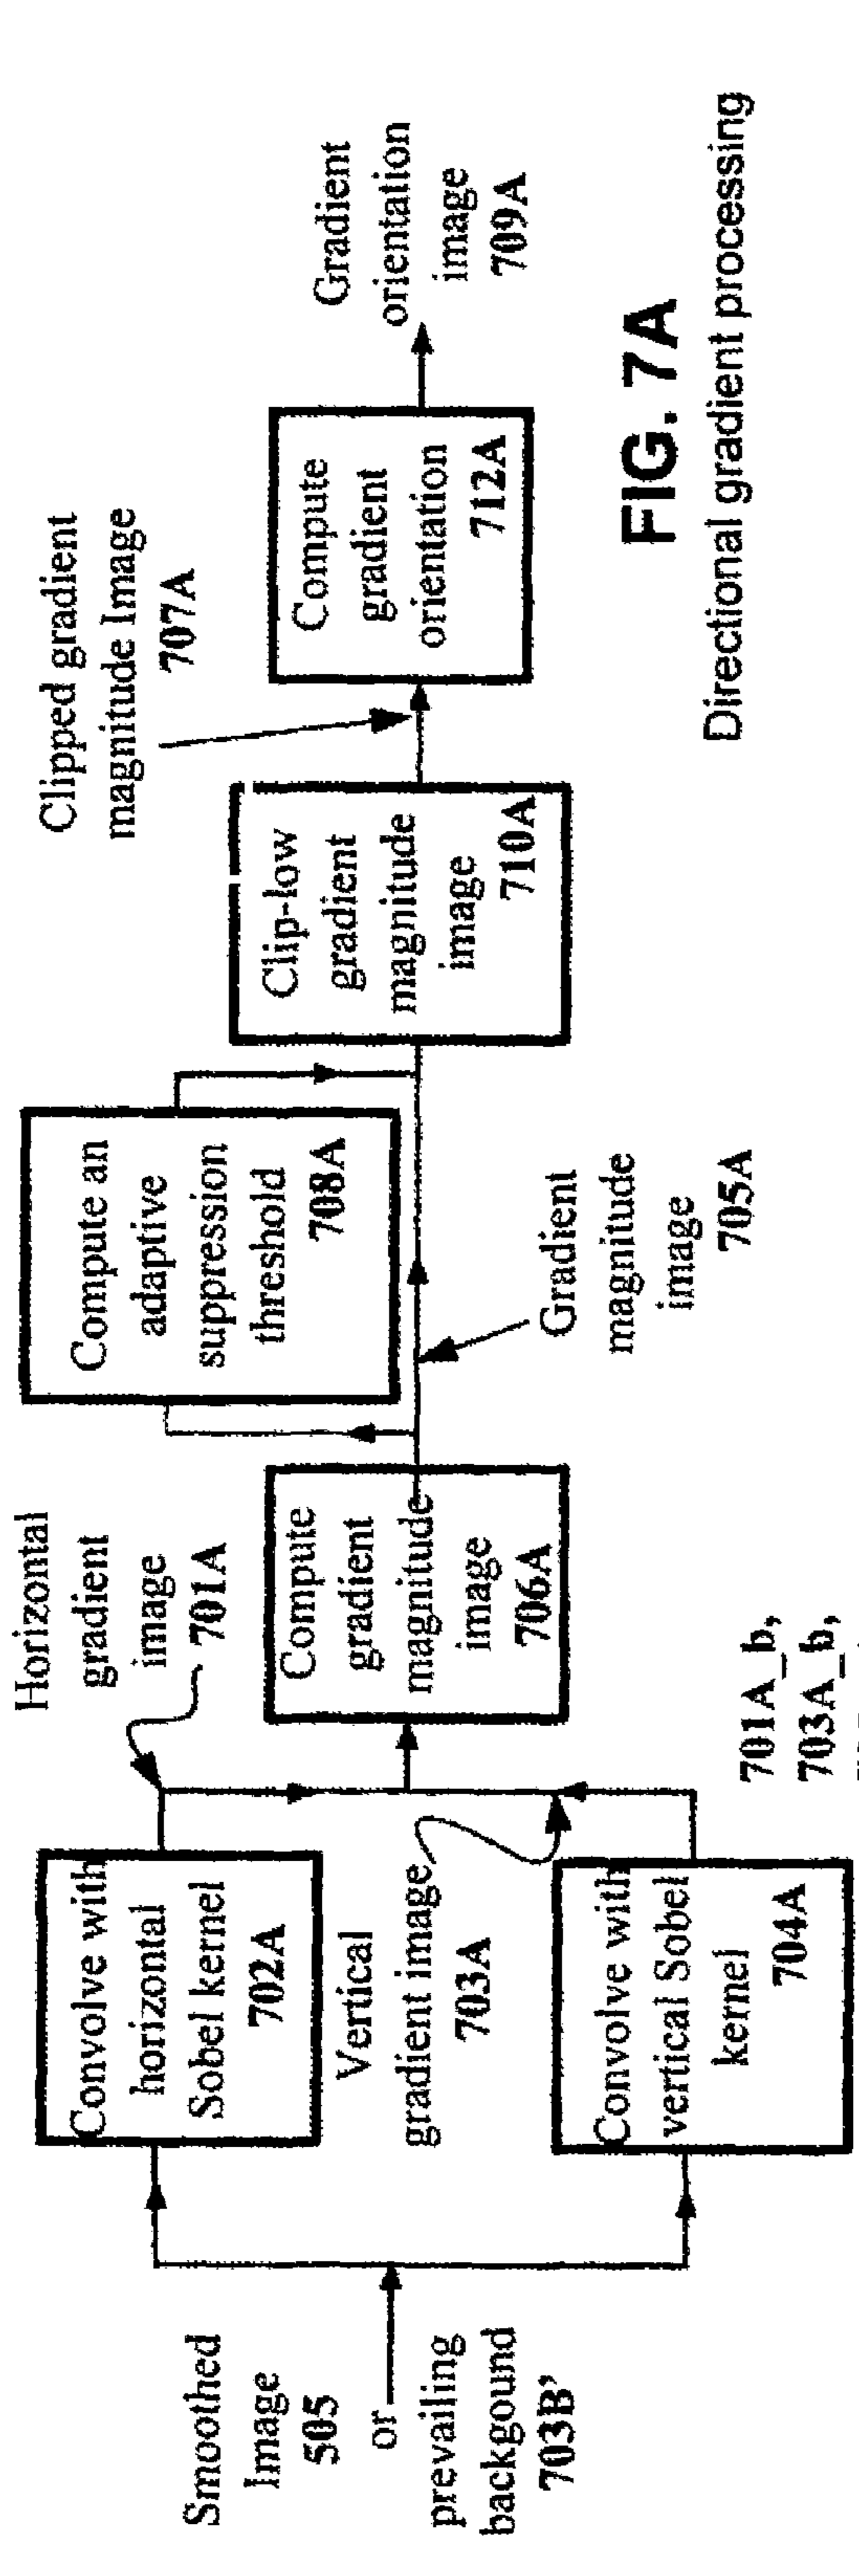 Smoothed
Image
505
or
prevailing
backgound
703B'
Convolve with
horizontal
Sobel kernel
702A
Horizontal
gradient
image
701A
Vertical
gradient image
703A
Convolve with
vertical Sobel
kernel
704A
Compute
gradient
magnitude
image
706A
701A_b,
703A_b,
Compute an
adaptive
suppression
threshold
708A
Gradient
magnitude
image
705A
Clip-low
gradient
magnitude
image
710A
Clipped gradient
magnitude Image
707A
Compute
gradient
orientation
712A
Gradient
orientation
image
709A
FIG. 7A
Directional gradient processing